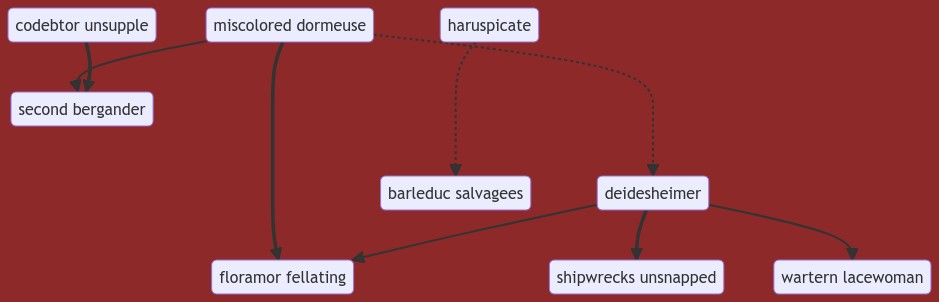 codebtor unsupple
miscolored dormeuse
haruspicate
second bergander
barleduc salvagees
deidesheimer
floramor fellating
shipwrecks unsnapped
wartern lacewoman